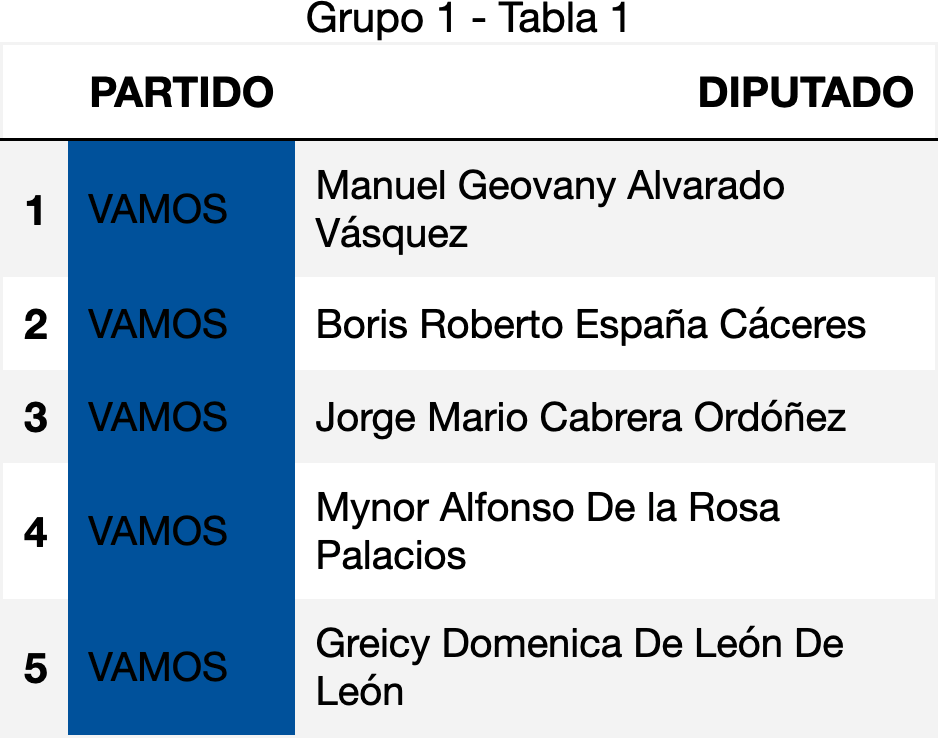 Grupo 1 - Tabla 1
PARTIDO DIPUTADO
1 VAMOS Manuel Geovany Alvarado
Vásquez
2 VAMOS Boris Roberto España Cáceres
3 VAMOS Jorge Mario Cabrera Ordóñez
4 VAMOS Mynor Alfonso De la Rosa
Palacios
5 VAMOS Greicy Domenica De León De
León